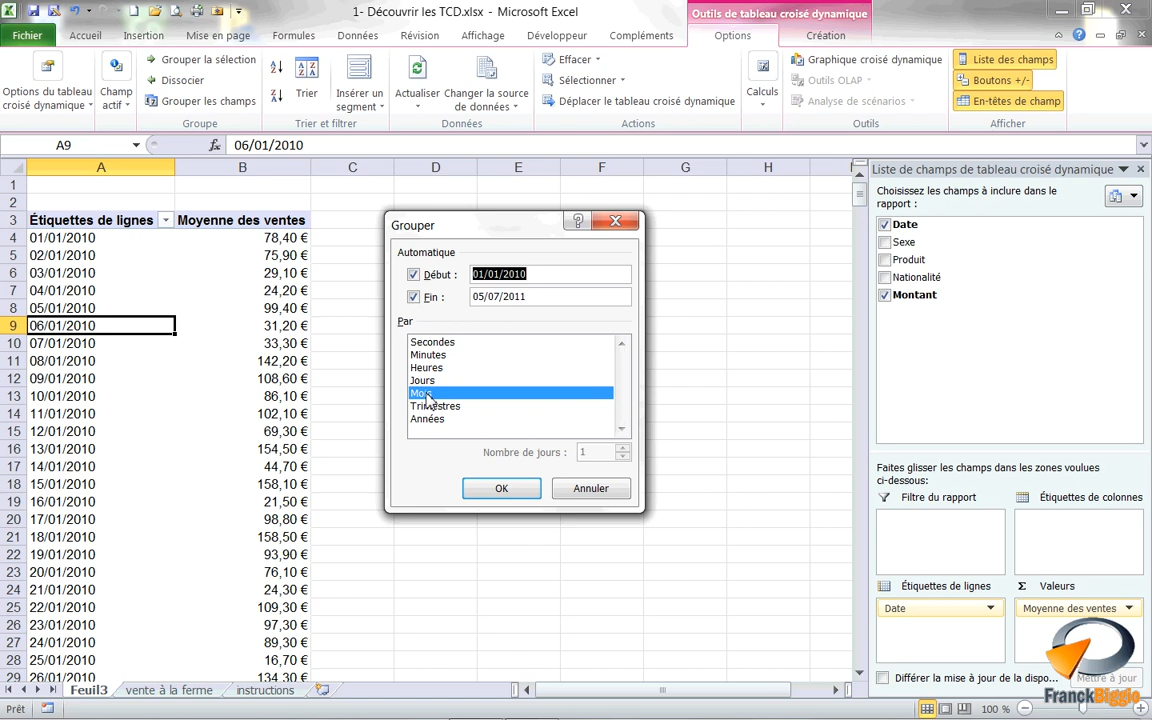 1- Découvrir les TCD.xlsx - Microsoft Excel
Outils de tableau croisé dynamique
Fichier Accueil Insertion Mise en page Formules Données Révision Affichage Développeur Compléments Options Création
Options du tableau croisé dynamique
Champ actif
Grouper la sélection
Dissocier
Grouper les champs
Groupe
Trier
Insérer un segment
Trier et filtrer
Actualiser
Changer la source de données
Données
Effacer
Sélectionner
Déplacer le tableau croisé dynamique
Actions
Calculs
Graphique croisé dynamique
Outils OLAP
Analyse de scénarios
Outils
Liste des champs
Boutons +/-
En-têtes de champ
Afficher
A9 fx 06/01/2010
A B C D E F G H
1
2
3 Étiquettes de lignes Moyenne des ventes
4 01/01/2010 78,40 €
5 02/01/2010 75,90 €
6 03/01/2010 29,10 €
7 04/01/2010 24,20 €
8 05/01/2010 99,40 €
9 06/01/2010 31,20 €
10 07/01/2010 33,30 €
11 08/01/2010 142,20 €
12 09/01/2010 108,60 €
13 10/01/2010 86,10 €
14 11/01/2010 102,10 €
15 12/01/2010 69,30 €
16 13/01/2010 154,50 €
17 14/01/2010 44,70 €
18 15/01/2010 158,10 €
19 16/01/2010 21,50 €
20 17/01/2010 98,80 €
21 18/01/2010 158,50 €
22 19/01/2010 93,90 €
23 20/01/2010 76,10 €
24 21/01/2010 24,30 €
25 22/01/2010 109,30 €
26 23/01/2010 97,30 €
27 24/01/2010 89,30 €
28 25/01/2010 16,70 €
29 26/01/2010 134,30 €
Grouper
Automatique
Début : 01/01/2010
Fin : 05/07/2011
Par
Secondes
Minutes
Heures
Jours
Mois
Trimestres
Années
Nombre de jours : 1
OK Annuler
Liste de champs de tableau croisé dynamique
Choisissez les champs à inclure dans le
rapport :
Date
Sexe
Produit
Nationalité
Montant
Faites glisser les champs dans les zones voulues
ci-dessous:
Filtre du rapport Étiquettes de colonnes
Étiquettes de lignes Σ Valeurs
Date Moyenne des ventes
Différer la mise à jour de la dispo... Mettre à jour
FranckBiggio
Feuil3 vente à la ferme instructions
Prêt 100 %